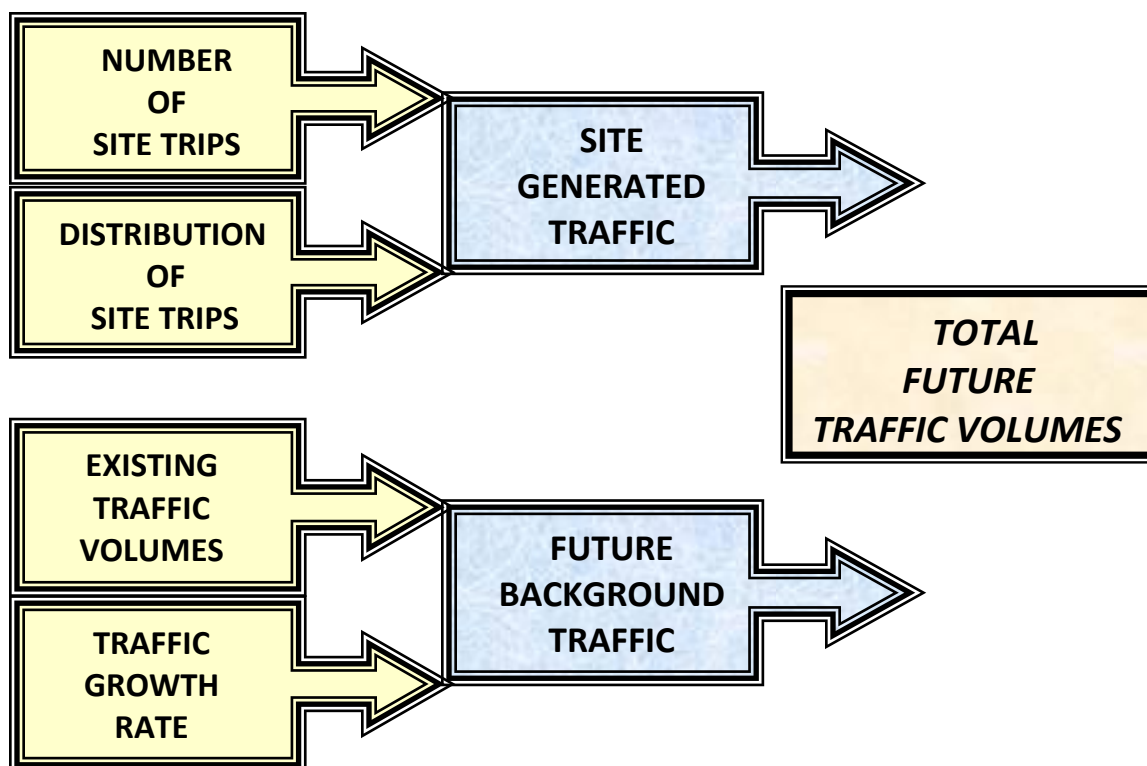 NUMBER
OF
SITE TRIPS
DISTRIBUTION
OF
SITE TRIPS
SITE
GENERATED
TRAFFIC
TOTAL
FUTURE
TRAFFIC VOLUMES
EXISTING
TRAFFIC
VOLUMES
TRAFFIC
GROWTH
RATE
FUTURE
BACKGROUND
TRAFFIC